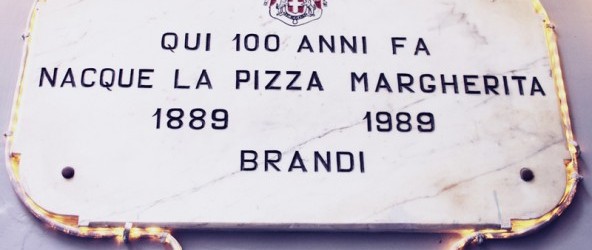 QUI 100 ANNI FA
NACQUE LA PIZZA MARGHERITA
1889 1989
BRANDI